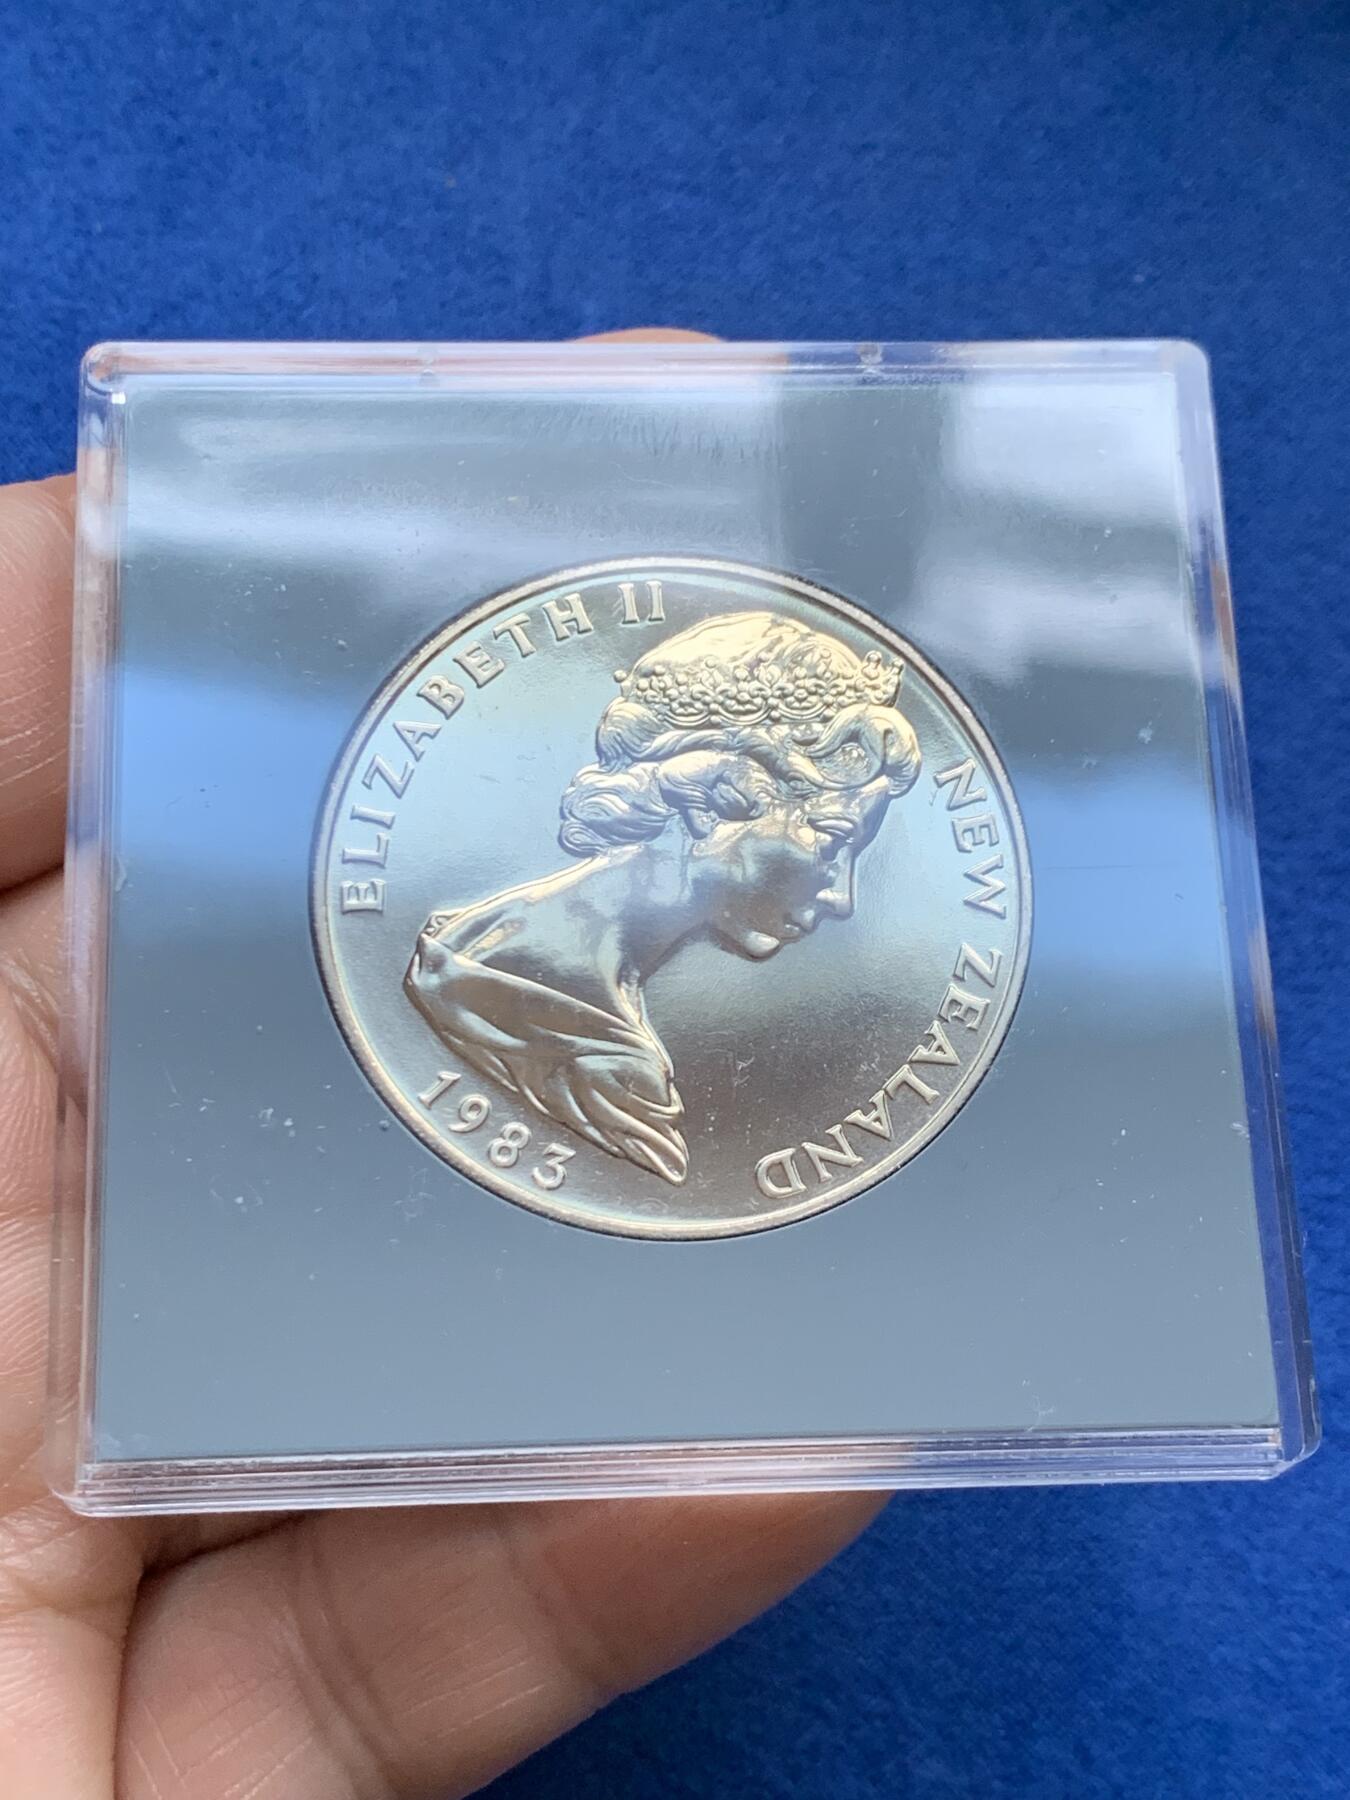 ELIZABETH II
NEW ZEALAND
1983